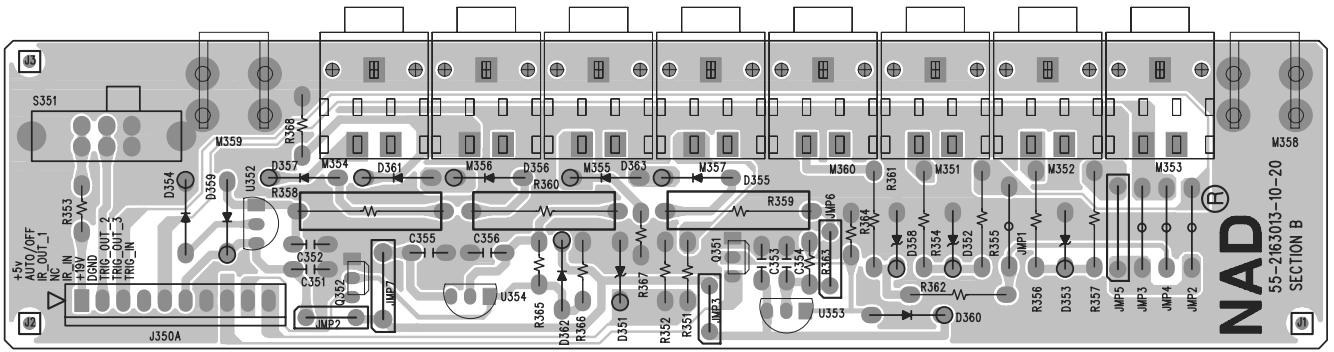 J3
S351
M359
R368
D357
M354
D361
M356
D356
M355
D363
M357
D355
M360
R361
M351
M352
M353
M358
D354
D359
U352
R358
R360
R359
R353
JMP6
R364
D358
R354
D352
R355
JMP1
C352
C351
Q352
JMP7
C355
C356
U354
R365
D362
R366
D351
R367
R352
R351
Q351
JMP3
C353
C354
R363
U353
R362
D360
R356
D353
R357
JMP5
JMP3
JMP4
JMP2
+5v
AUTO/OFF
IR_OUT_1
NC
IR_IN
+19V
DGND
TRIG_OUT_2
TRIG_OUT_3
TRIG_IN
J2
J350A
JMP2
NAD
®
55-2163013-10-20
SECTION B
J1